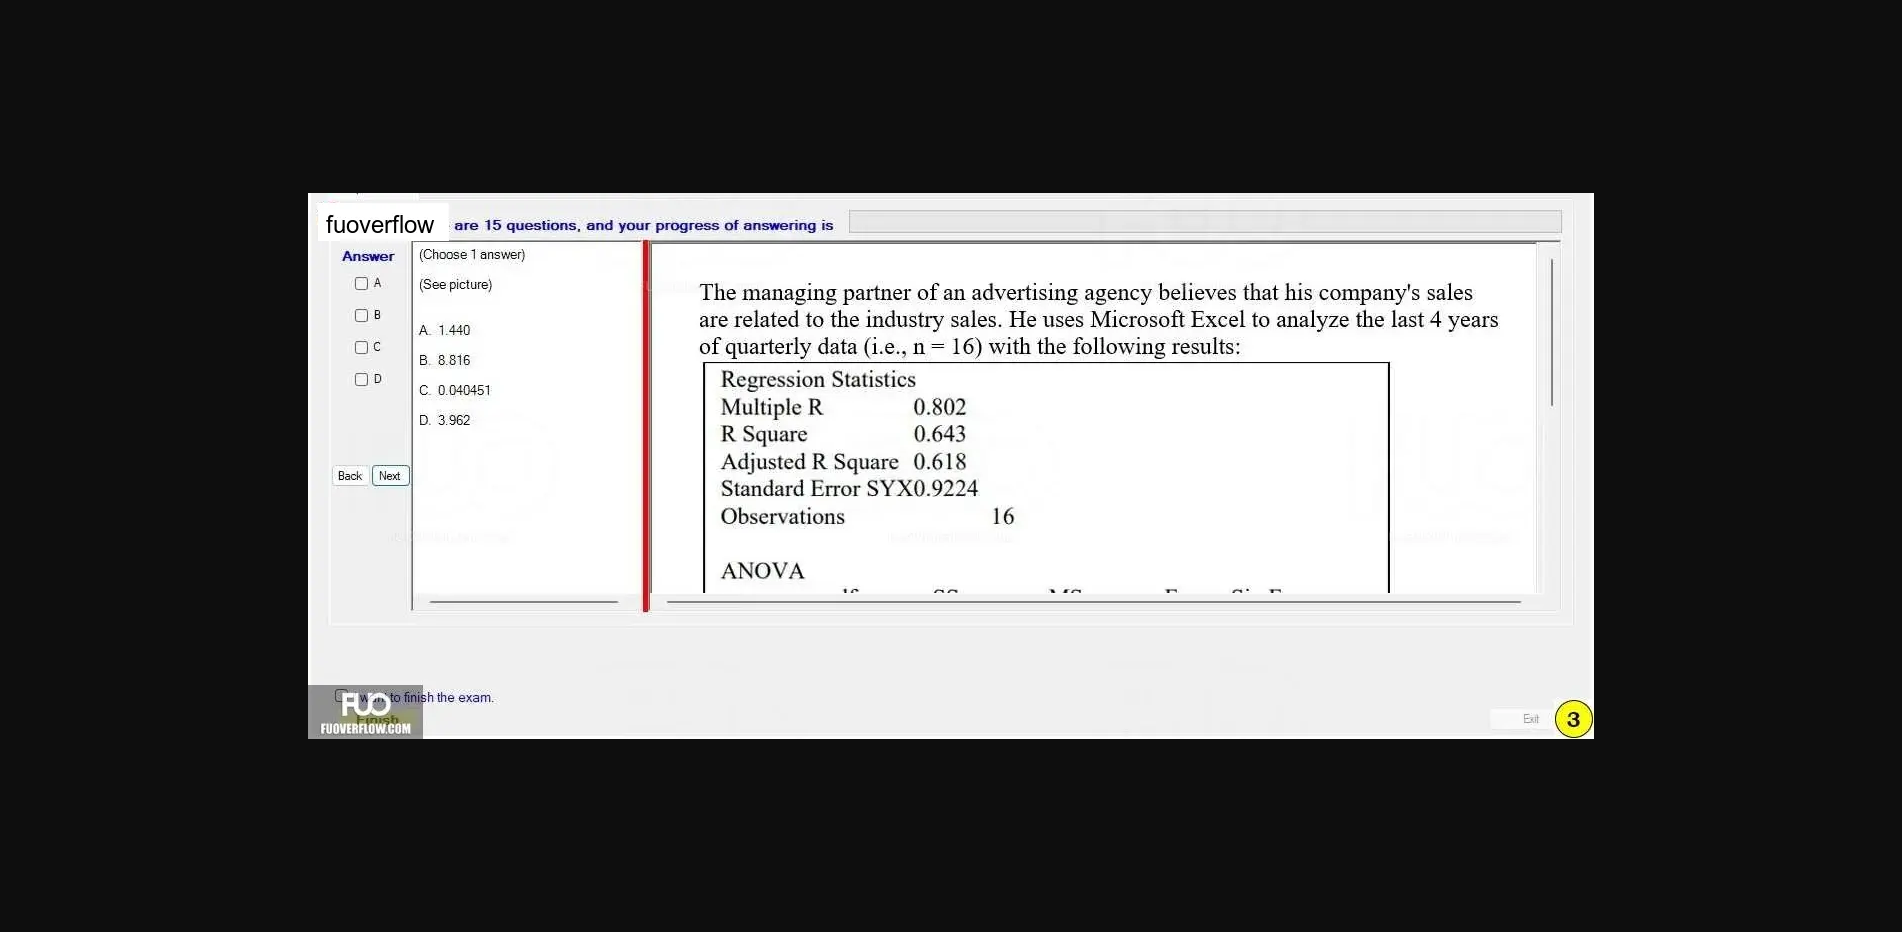 fuoverflow are 15 questions, and your progress of answering is
Answer
A
B
C
D
Back Next
(Choose 1 answer)
(See picture)
A. 1.440
B. 8.816
C. 0.040451
D. 3.962
The managing partner of an advertising agency believes that his company's sales
are related to the industry sales. He uses Microsoft Excel to analyze the last 4 years
of quarterly data (i.e., n = 16) with the following results:
Regression Statistics
Multiple R 0.802
R Square 0.643
Adjusted R Square 0.618
Standard Error SYX0.9224
Observations 16
ANOVA
I want to finish the exam.
Finish
FUO
FUOVERFLOW.COM
Exit
3